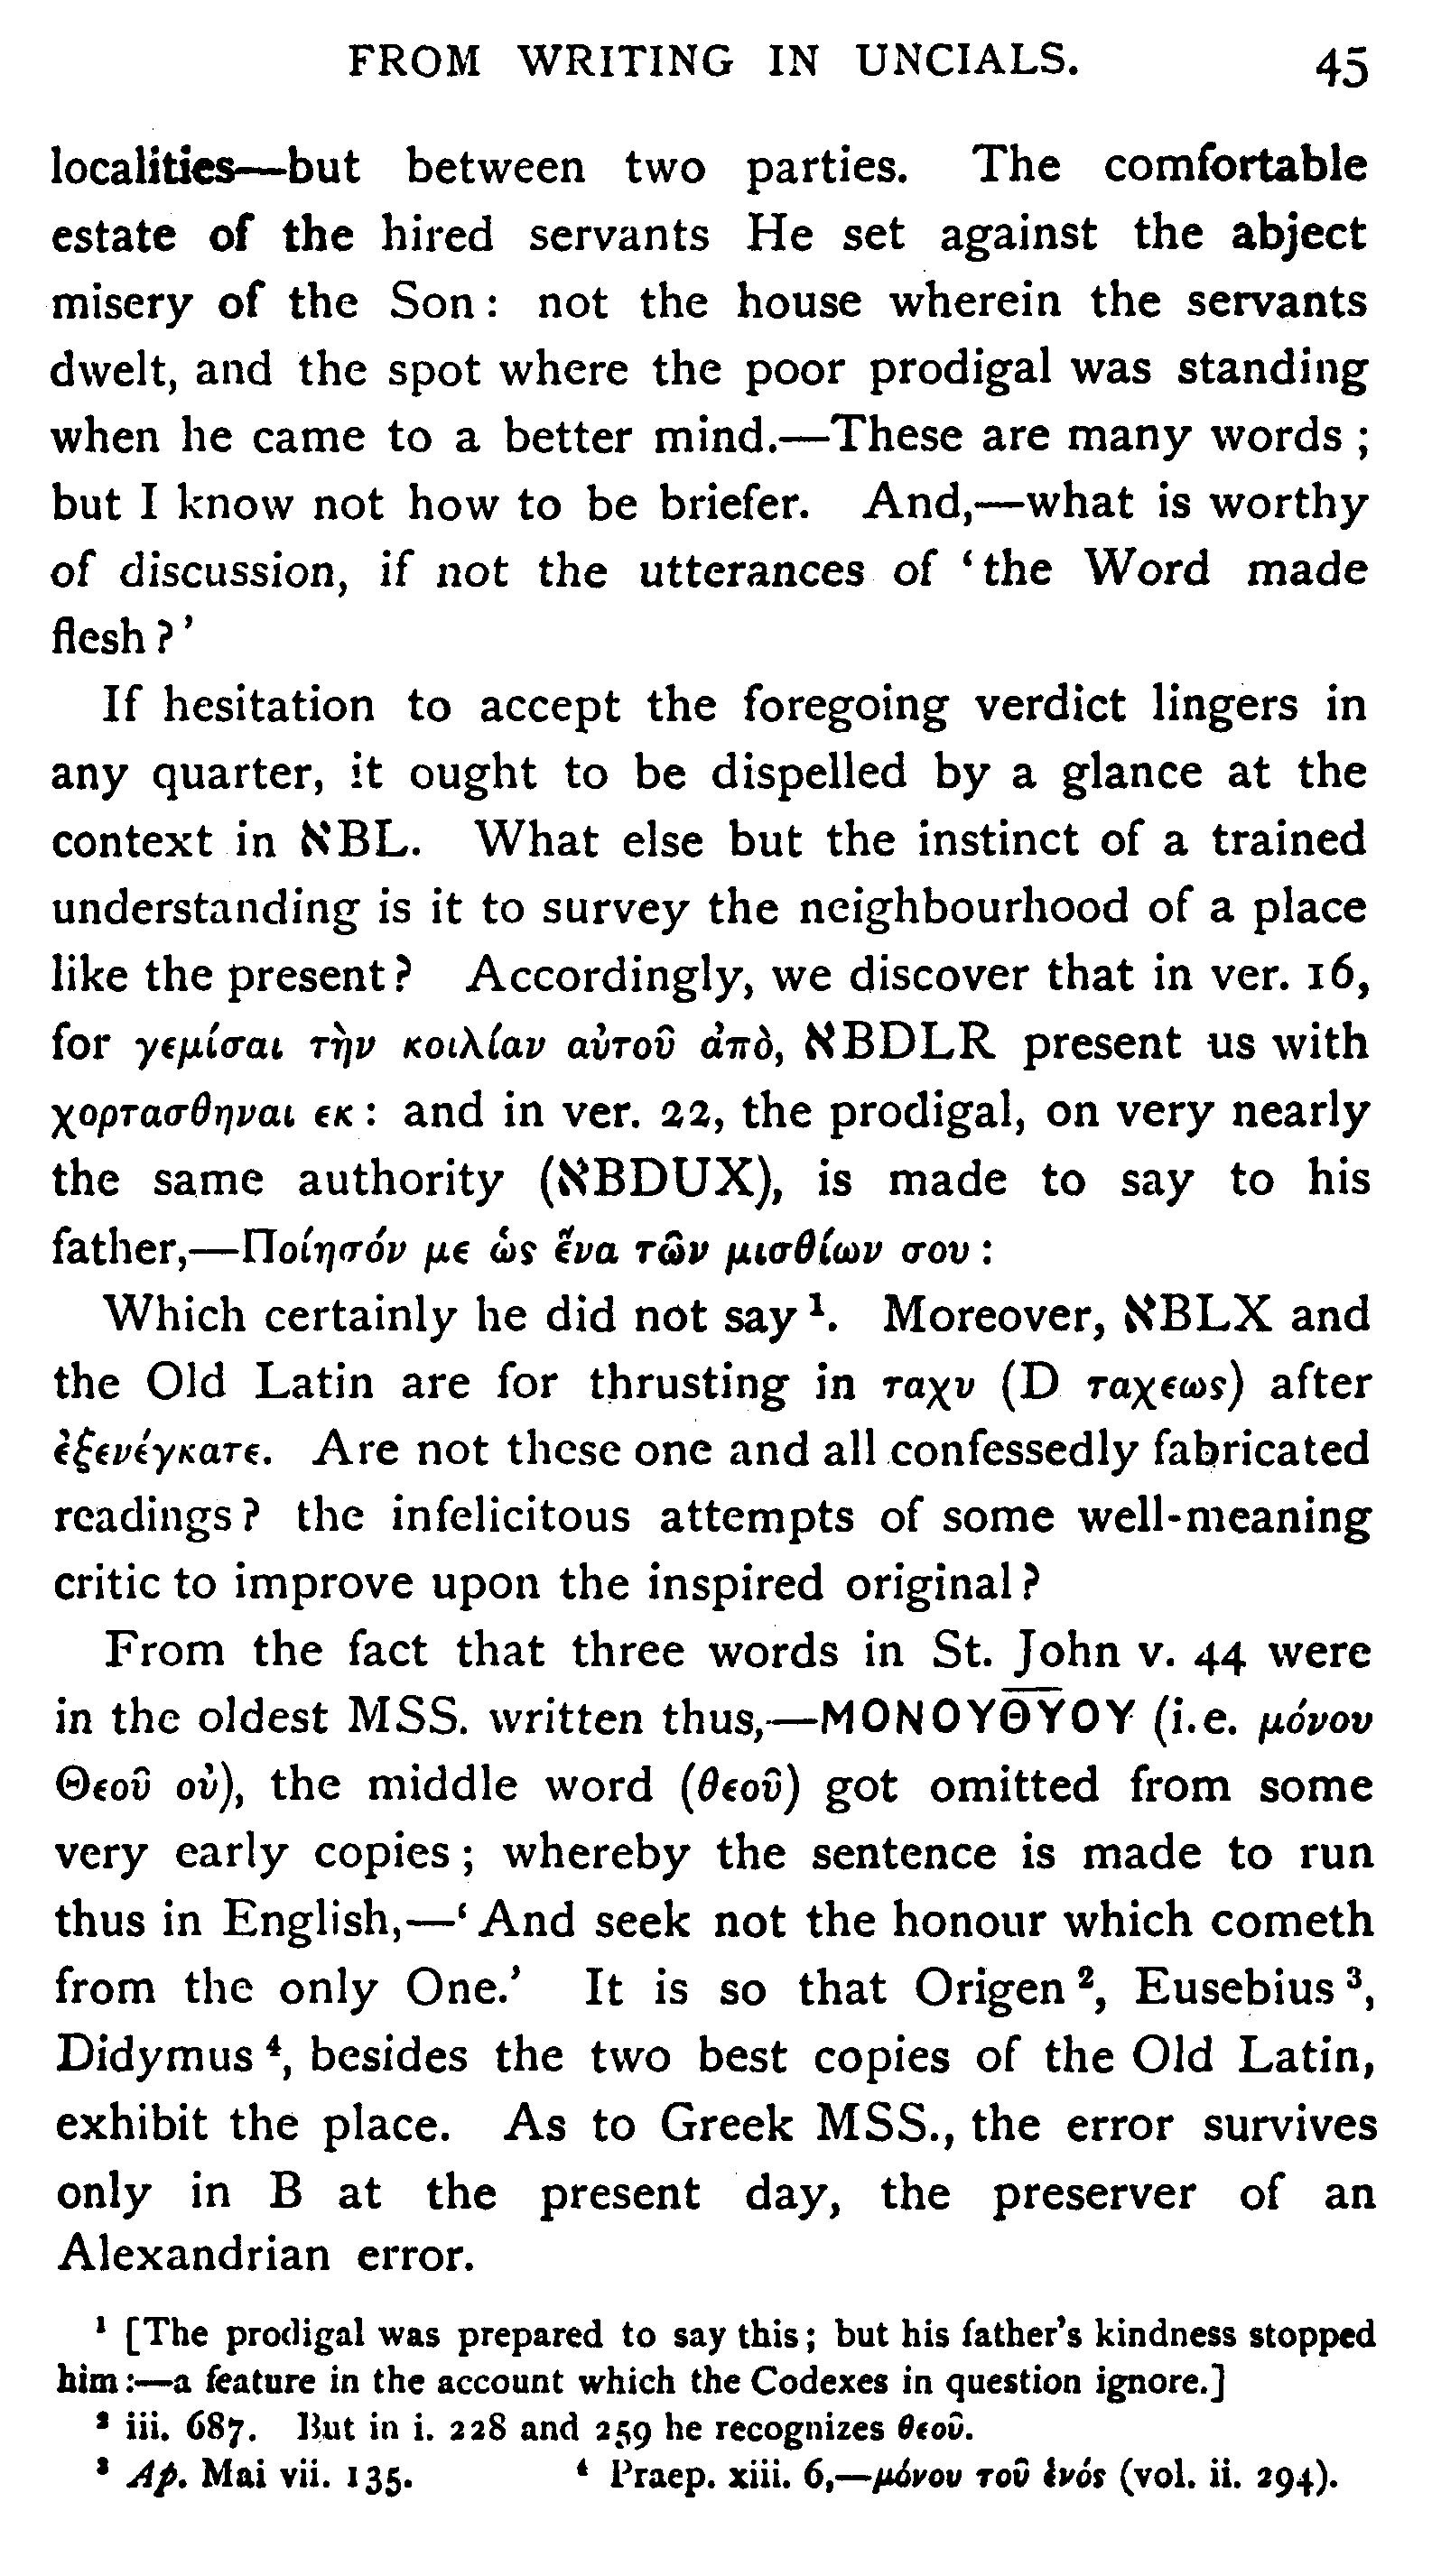 FROM WRITING IN UNCIALS. 45
localities—but between two parties. The comfortable
estate of the hired servants He set against the abject
misery of the Son: not the house wherein the servants
dwelt, and the spot where the poor prodigal was standing
when he came to a better mind.—These are many words ;
but I know not how to be briefer. And,—what is worthy
of discussion, if not the utterances of ‘the Word made
flesh?’
If hesitation to accept the foregoing verdict lingers in
any quarter, it ought to be dispelled by a glance at the
context in אBL. What else but the instinct of a trained
understanding is it to survey the neighbourhood of a place
like the present? Accordingly, we discover that in ver. 16,
for γεμίσαι τὴν κοιλίαν αὐτοῦ ἀπὸ, אBDLR present us with
χορτασθηναι εκ: and in ver. 22, the prodigal, on very nearly
the same authority (אBDUX), is made to say to his
father,—Ποίησόν με ὡς ἕνα τῶν μισθίων σου:
Which certainly he did not say ¹. Moreover, אBLX and
the Old Latin are for thrusting in ταχυ (D ταχεως) after
ἐξενέγκατε. Are not these one and all confessedly fabricated
readings? the infelicitous attempts of some well-meaning
critic to improve upon the inspired original?
From the fact that three words in St. John v. 44 were
in the oldest MSS. written thus,—ΜΟΝΟΥΘ̅Υ̅ΟΥ (i.e. μόνου
Θεοῦ οὐ), the middle word (θεοῦ) got omitted from some
very early copies; whereby the sentence is made to run
thus in English,—‘And seek not the honour which cometh
from the only One.’ It is so that Origen ², Eusebius ³,
Didymus ⁴, besides the two best copies of the Old Latin,
exhibit the place. As to Greek MSS., the error survives
only in B at the present day, the preserver of an
Alexandrian error.
¹ [The prodigal was prepared to say this; but his father's kindness stopped
him:—a feature in the account which the Codexes in question ignore.]
² iii. 687. But in i. 228 and 259 he recognizes θεοῦ.
³ Ap. Mai vii. 135. ⁴ Praep. xiii. 6,—μόνου τοῦ ἑνός (vol. ii. 294).